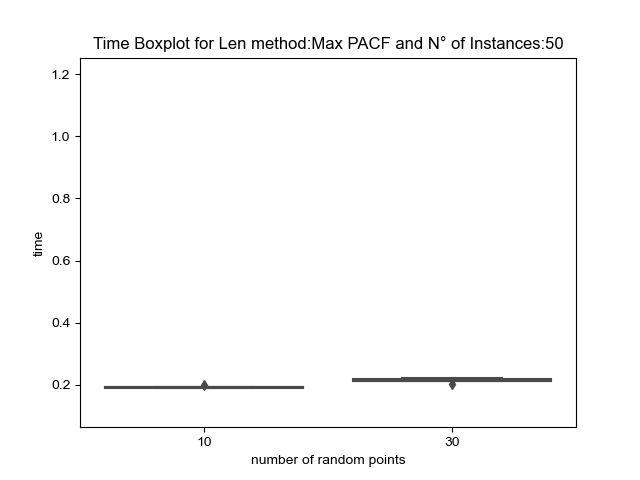 Time Boxplot for Len method:Max PACF and N° of Instances:50
1.2
1.0
0.8
0.6
0.4
0.2
time
10
30
number of random points